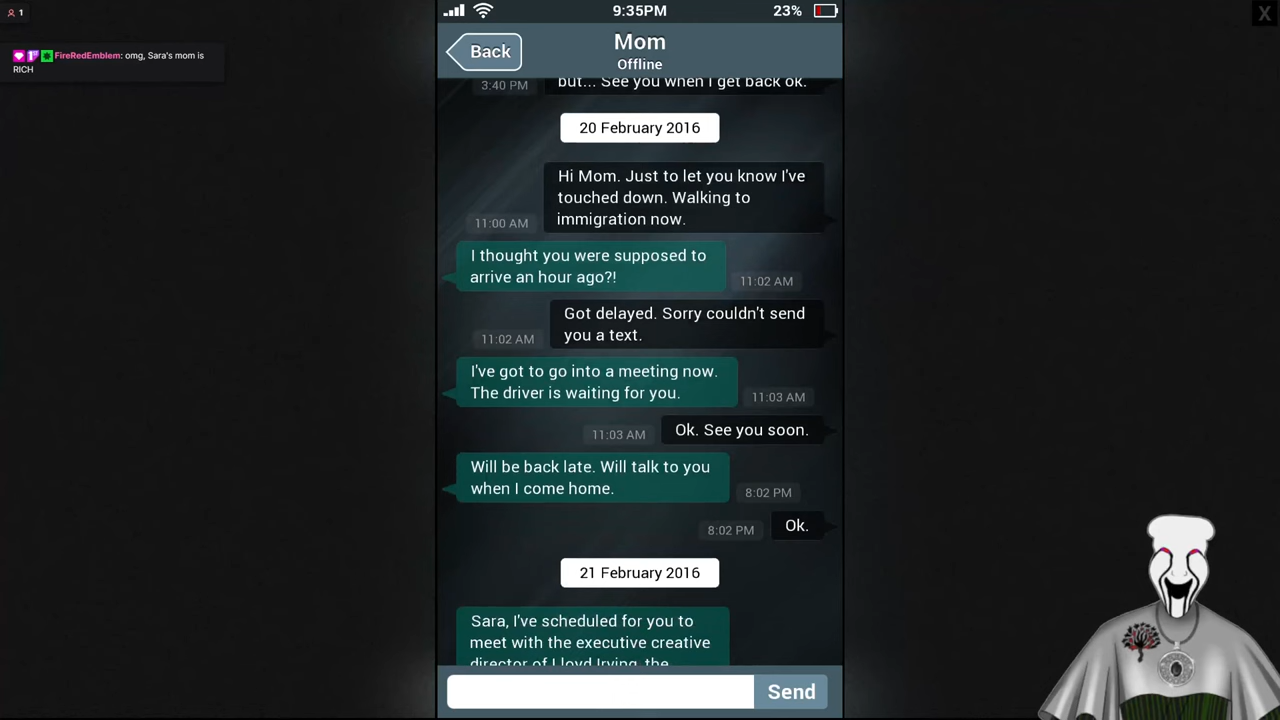 1
X
FireRedEmblem: omg, Sara's mom is
RICH
9:35PM
23%
Back
Mom
Offline
but... See you when I get back ok.
3:40 PM
20 February 2016
Hi Mom. Just to let you know I've
touched down. Walking to
immigration now.
11:00 AM
I thought you were supposed to
arrive an hour ago?!
11:02 AM
Got delayed. Sorry couldn't send
you a text.
11:02 AM
I've got to go into a meeting now.
The driver is waiting for you.
11:03 AM
Ok. See you soon.
11:03 AM
Will be back late. Will talk to you
when I come home.
8:02 PM
Ok.
8:02 PM
21 February 2016
Sara, I've scheduled for you to
meet with the executive creative
director of Lloyd Irving, the
Send